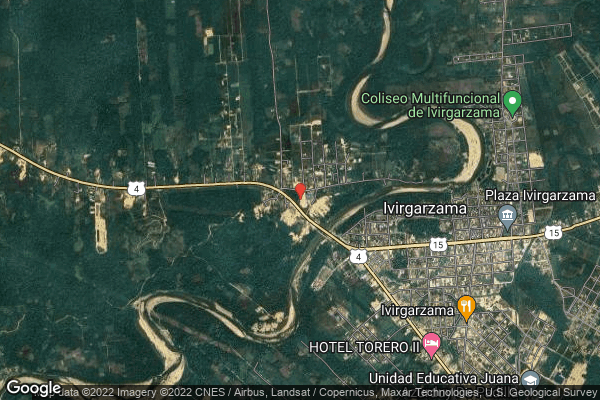 Coliseo Multifuncional
de Ivirgarzama
4
Plaza Ivirgarzama
Ivirgarzama
15
15
4
Ivirgarzama
HOTEL TORERO II
Unidad Educativa Juana
Google
data ©2022 Imagery ©2022 CNES / Airbus, Landsat / Copernicus, Maxar Technologies, U.S. Geological Survey